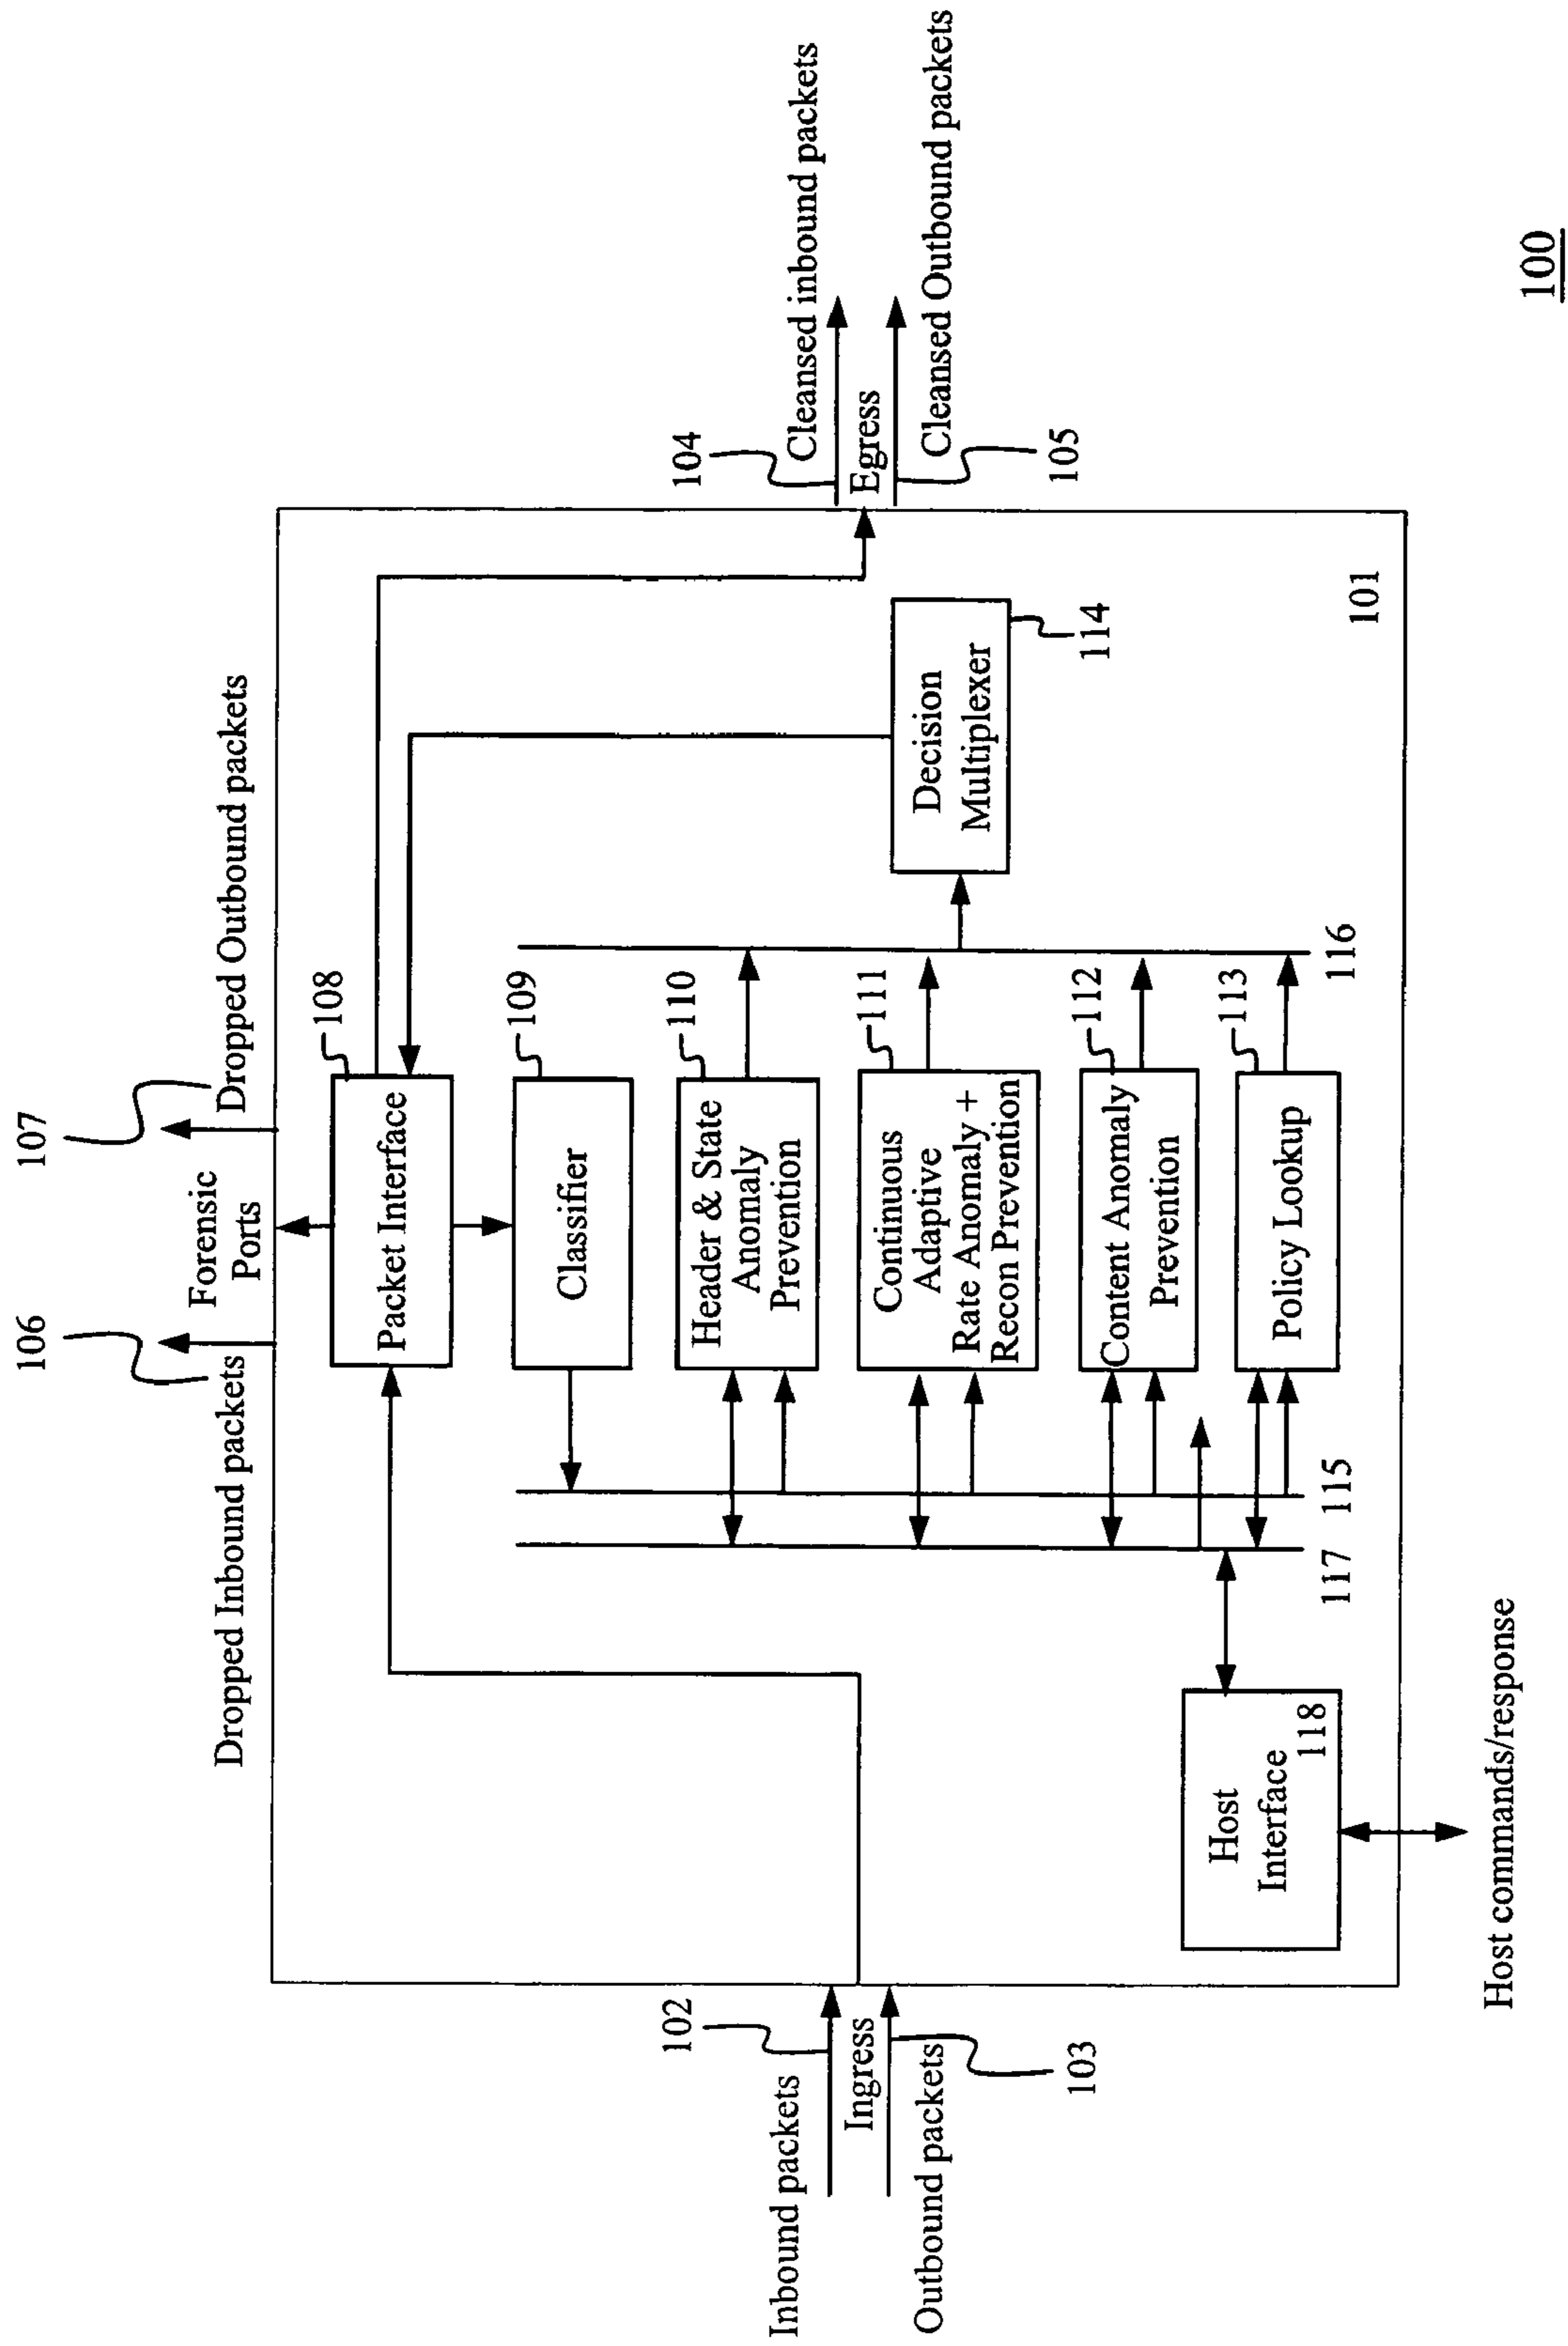 107
106
Forensic
Ports
Dropped Inbound packets
Dropped Outbound packets
108
Packet Interface
109
Classifier
110
Header & State
Anomaly
Prevention
104
Cleansed inbound packets
102
Inbound packets
Ingress
Egress
111
Continuous
Adaptive
Rate Anomaly +
Recon Prevention
Outbound packets
103
Cleansed Outbound packets
105
Decision
Multiplexer
114
112
Content Anomaly
Prevention
113
Policy Lookup
Host
Interface
118
117
115
116
101
Host commands/response
100